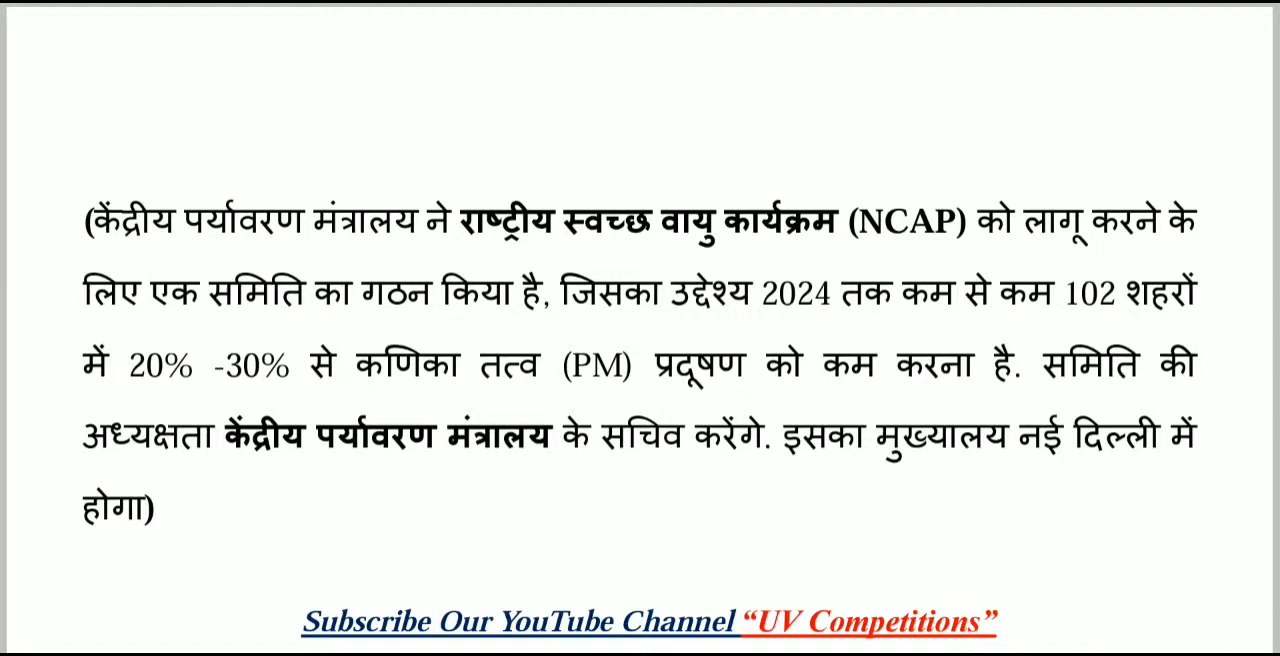 (केंद्रीय पर्यावरण मंत्रालय ने राष्ट्रीय स्वच्छ वायु कार्यक्रम (NCAP) को लागू करने के
लिए एक समिति का गठन किया है, जिसका उद्देश्य 2024 तक कम से कम 102 शहरों
में 20% -30% से कणिका तत्व (PM) प्रदूषण को कम करना है. समिति की
अध्यक्षता केंद्रीय पर्यावरण मंत्रालय के सचिव करेंगे. इसका मुख्यालय नई दिल्ली में
होगा)
Subscribe Our YouTube Channel “UV Competitions”